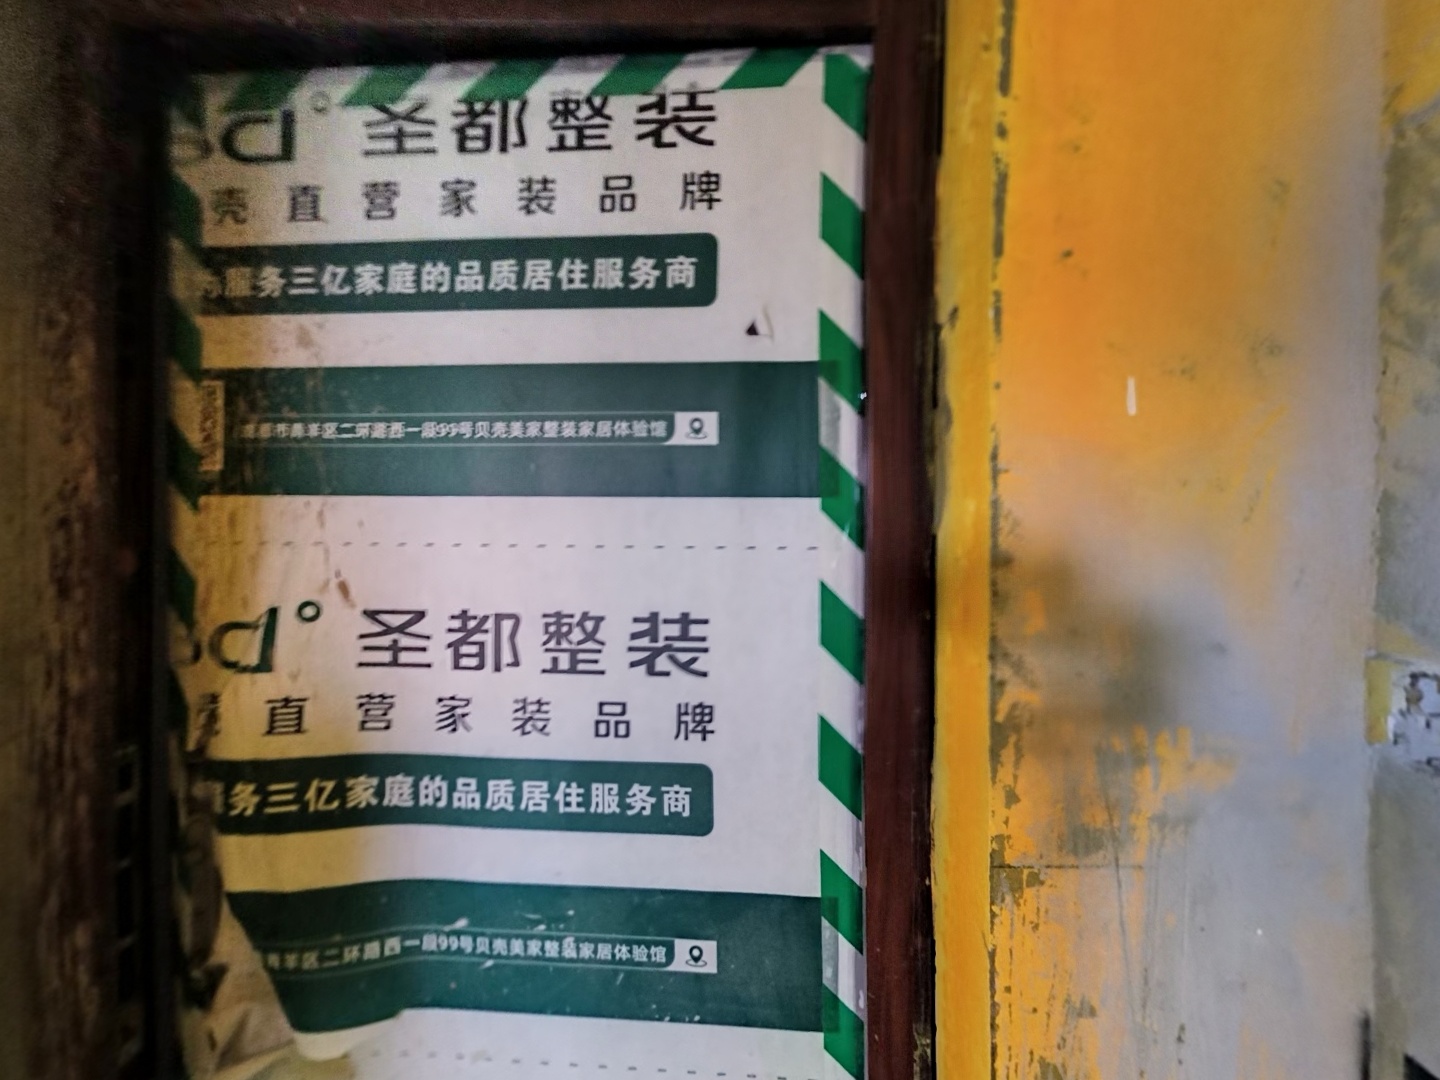 圣都整装
壳直营家装品牌
服务三亿家庭的品质居住服务商
成都市青羊区二环路西一段99号贝壳美家整装家居体验馆
圣都整装
直营家装品牌
务三亿家庭的品质居住服务商
青羊区二环路西一段99号贝壳美家整装家居体验馆